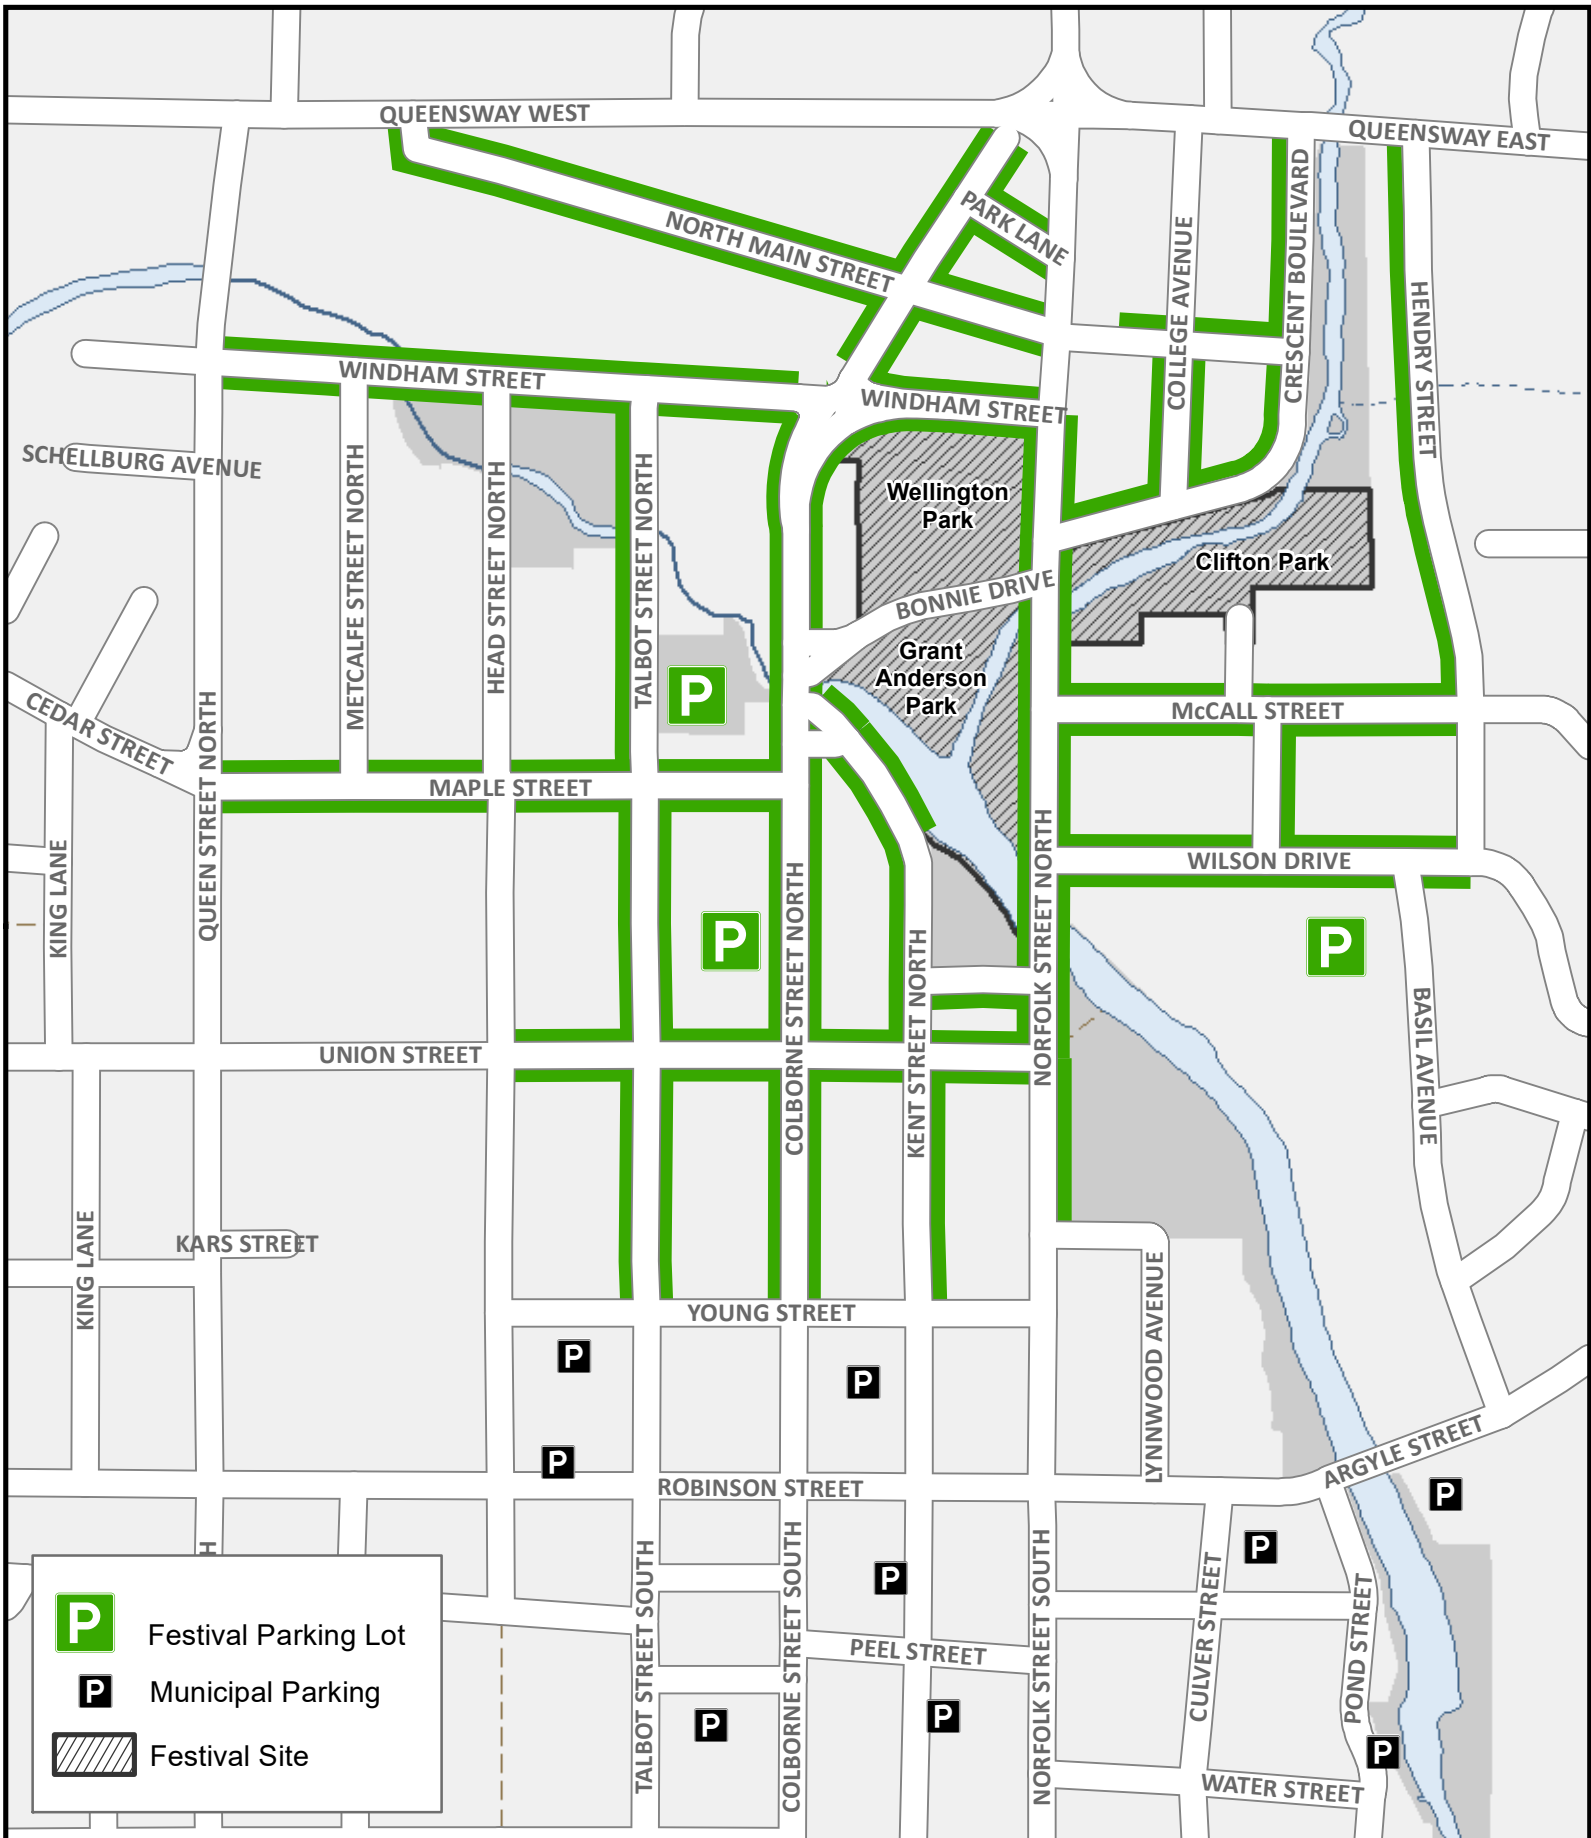 QUEENSWAY WEST
QUEENSWAY EAST
NORTH MAIN STREET
PARK LANE
COLLEGE AVENUE
CRESCENT BOULEVARD
HENDRY STREET
WINDHAM STREET
WINDHAM STREET
SCHELLBURG AVENUE
METCALFE STREET NORTH
HEAD STREET NORTH
TALBOT STREET NORTH
Wellington
Park
Clifton Park
BONNIE DRIVE
Grant
Anderson
Park
P
CEDAR STREET
QUEEN STREET NORTH
McCALL STREET
MAPLE STREET
KING LANE
COLBORNE STREET NORTH
KENT STREET NORTH
NORFOLK STREET NORTH
WILSON DRIVE
P
P
BASIL AVENUE
UNION STREET
KING LANE
KARS STREET
LYNNWOOD AVENUE
YOUNG STREET
P
P
P
ROBINSON STREET
ARGYLE STREET
P
P
P
H
TALBOT STREET SOUTH
COLBORNE STREET SOUTH
NORFOLK STREET SOUTH
CULVER STREET
POND STREET
PEEL STREET
P
P
P
WATER STREET
P Festival Parking Lot
P Municipal Parking
Festival Site